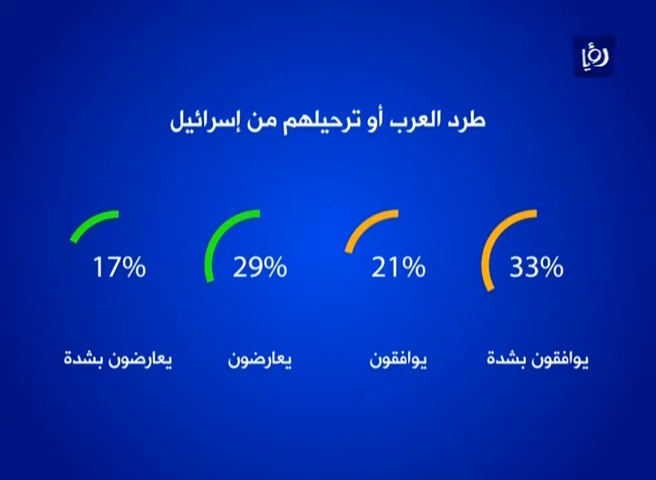 رؤيا
طرد العرب أو ترحيلهم من إسرائيل
33% 21% 29% 17%
يوافقون بشدة يوافقون يعارضون يعارضون بشدة